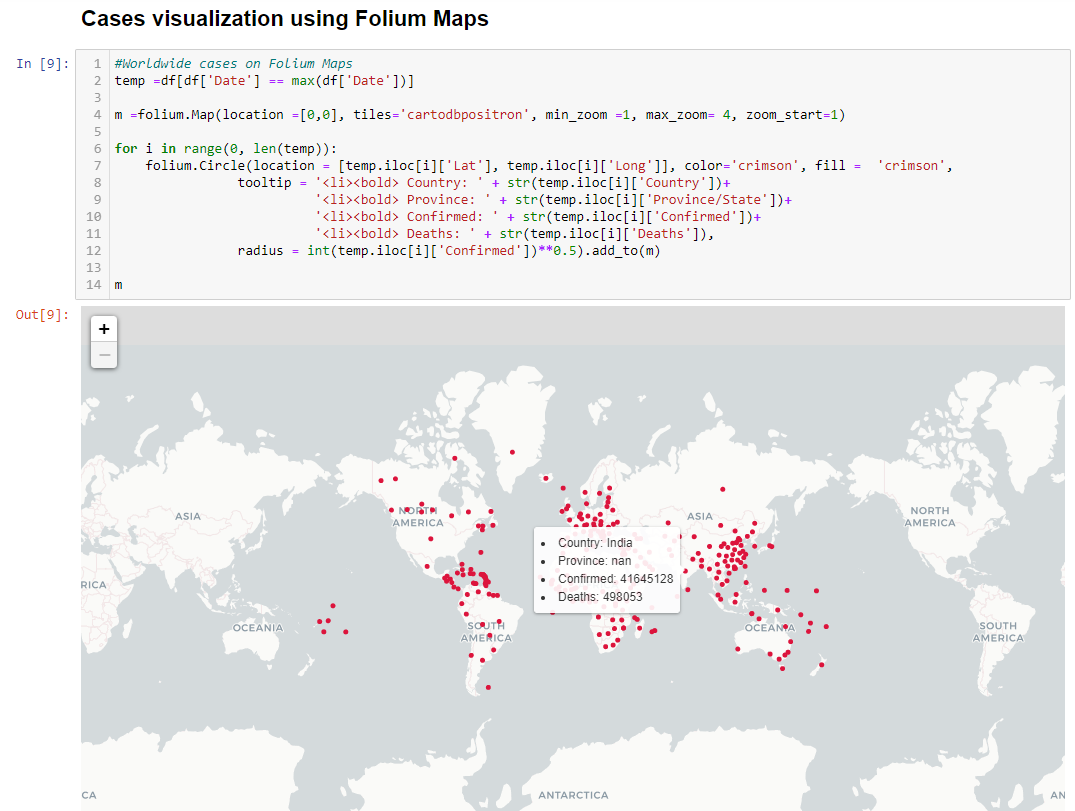 Cases visualization using Folium Maps
In [9]:
1 #Worldwide cases on Folium Maps
2 temp =df[df['Date'] == max(df['Date'])]
3
4 m =folium.Map(location =[0,0], tiles='cartodbpositron', min_zoom =1, max_zoom= 4, zoom_start=1)
5
6 for i in range(0, len(temp)):
7     folium.Circle(location = [temp.iloc[i]['Lat'], temp.iloc[i]['Long']], color='crimson', fill =  'crimson',
8                 tooltip = '<li><bold> Country: ' + str(temp.iloc[i]['Country'])+
9                           '<li><bold> Province: ' + str(temp.iloc[i]['Province/State'])+
10                           '<li><bold> Confirmed: ' + str(temp.iloc[i]['Confirmed'])+
11                           '<li><bold> Deaths: ' + str(temp.iloc[i]['Deaths']),
12                 radius = int(temp.iloc[i]['Confirmed'])**0.5).add_to(m)
13
14 m
Out[9]:
+
−
ASIA
NORTH
AMERICA
ASIA
NORTH
AMERICA
Country: India
Province: nan
Confirmed: 41645128
Deaths: 498053
RICA
OCEANIA
SOUTH
AMERICA
OCEANIA
SOUTH
AMERICA
CA
ANTARCTICA
AN